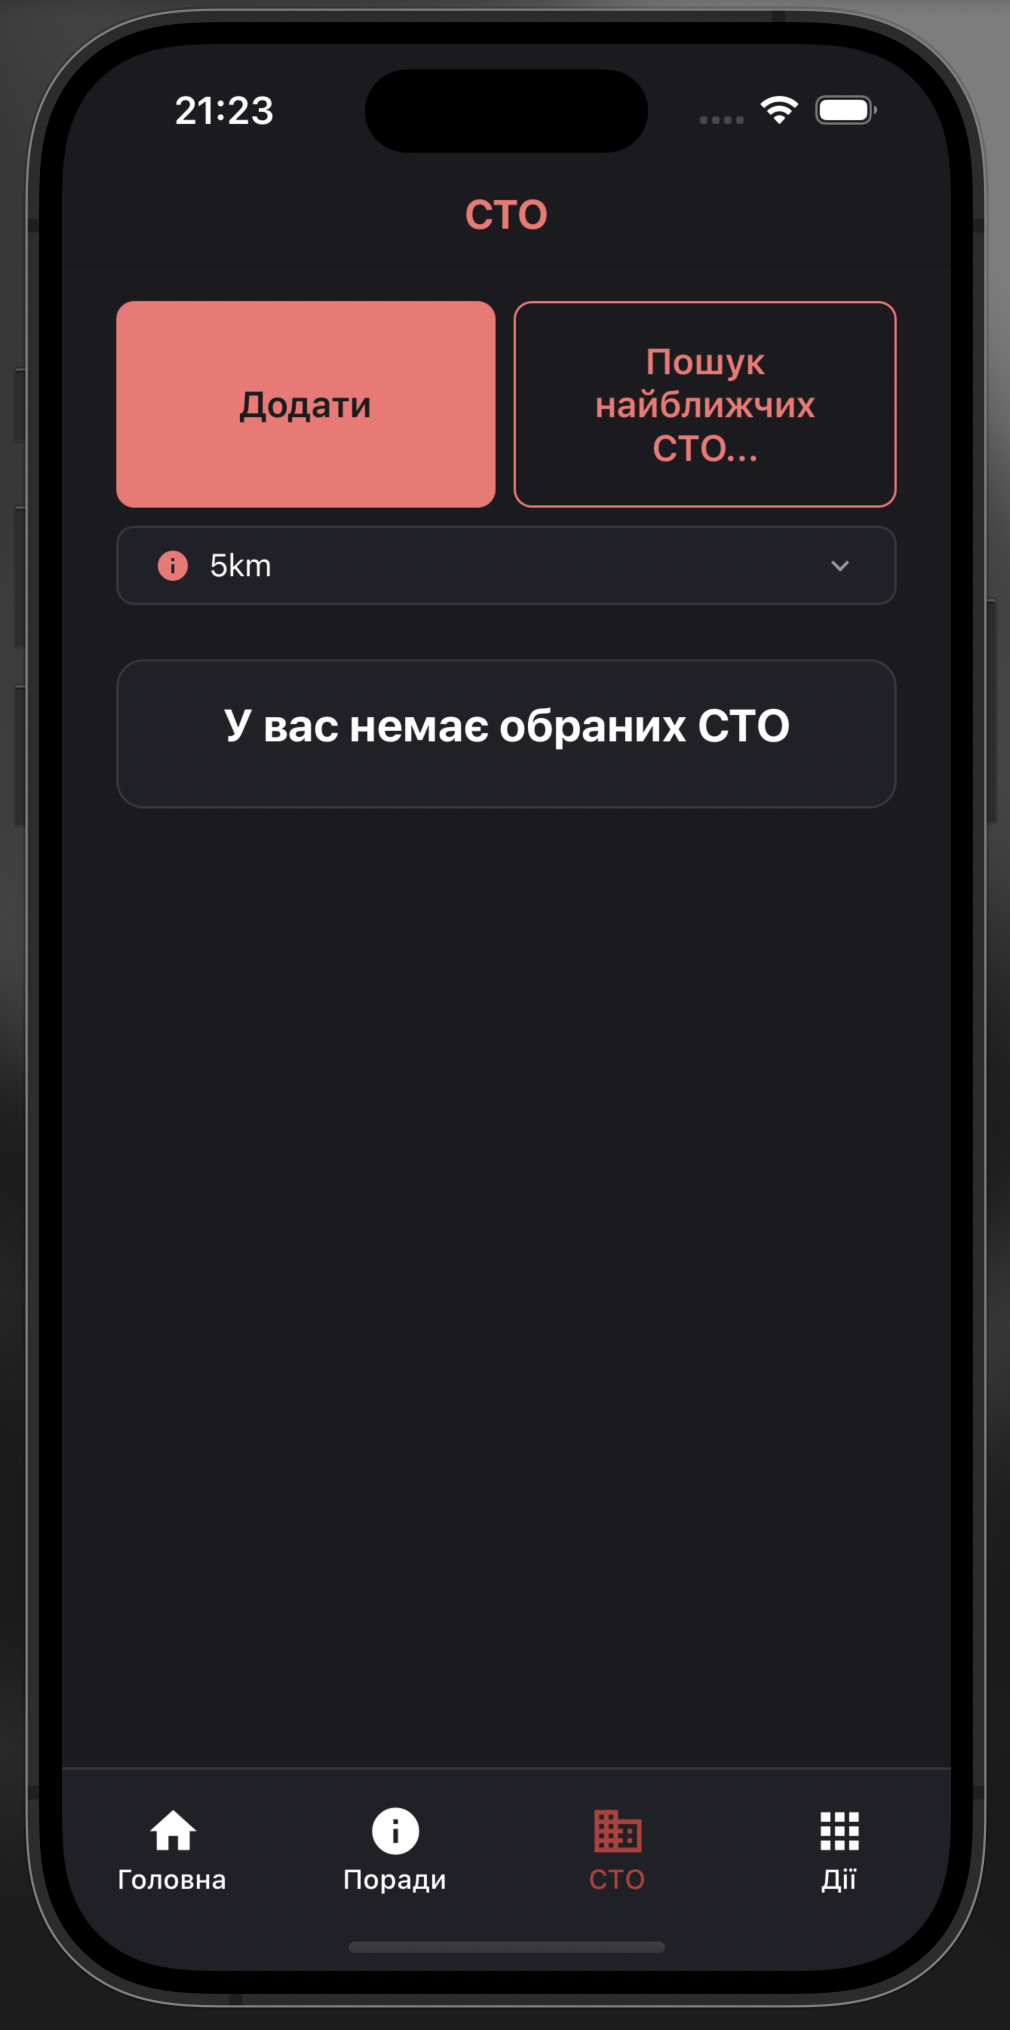 21:23
СТО
Додати
Пошук
найближчих
СТО...
5km
У вас немає обраних СТО
Головна
Поради
СТО
Дії